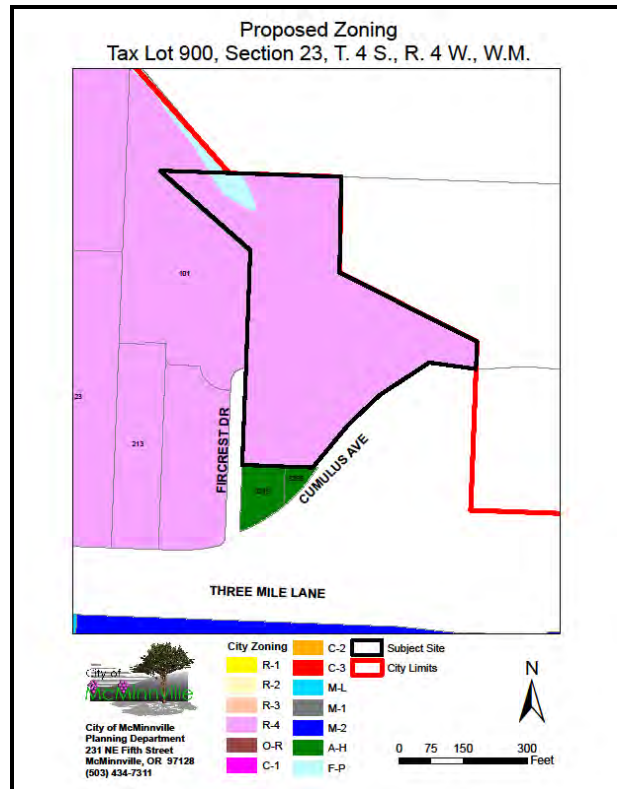 Proposed Zoning
Tax Lot 900, Section 23, T. 4 S., R. 4 W., W.M.
101
23
213
FIRCREST DR
CUMULUS AVE
THREE MILE LANE
City of
McMinnville
City of McMinnville
Planning Department
231 NE Fifth Street
McMinnville, OR 97128
(503) 434-7311
City Zoning
R-1
R-2
R-3
R-4
O-R
C-1
C-2
C-3
M-L
M-1
M-2
A-H
F-P
Subject Site
City Limits
N
0 75 150 300
Feet